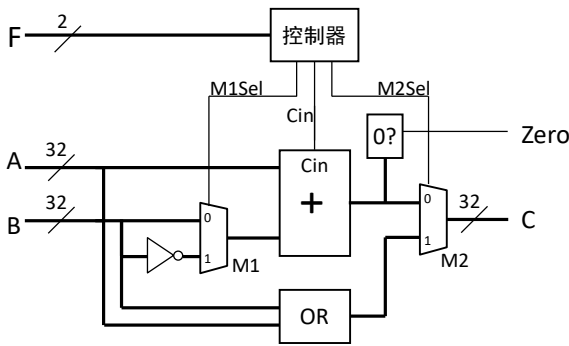 F
2
控制器
M1Sel
M2Sel
Cin
0?
Zero
A
32
Cin
+
B
32
0
1
M1
0
1
M2
32
C
OR